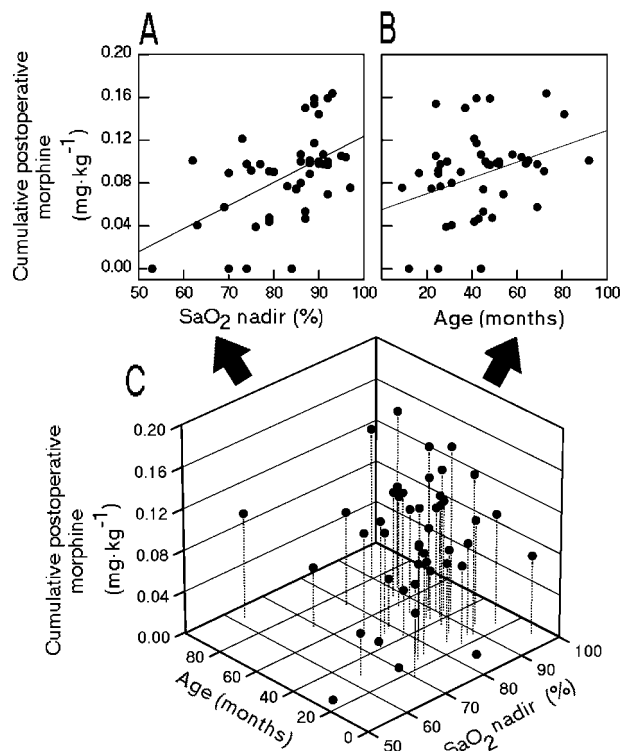 A
B
Cumulative postoperative
morphine
(mg·kg-1)
0.20
0.16
0.12
0.08
0.04
0.00
50 60 70 80 90 100
20 40 60 80 100
SaO2 nadir (%)
Age (months)
C
Cumulative postoperative
morphine
(mg·kg-1)
0.20
0.16
0.12
0.08
0.04
0.00
80
60
40
20
0
Age (months)
50
60
70
80
90
100
SaO2 nadir (%)